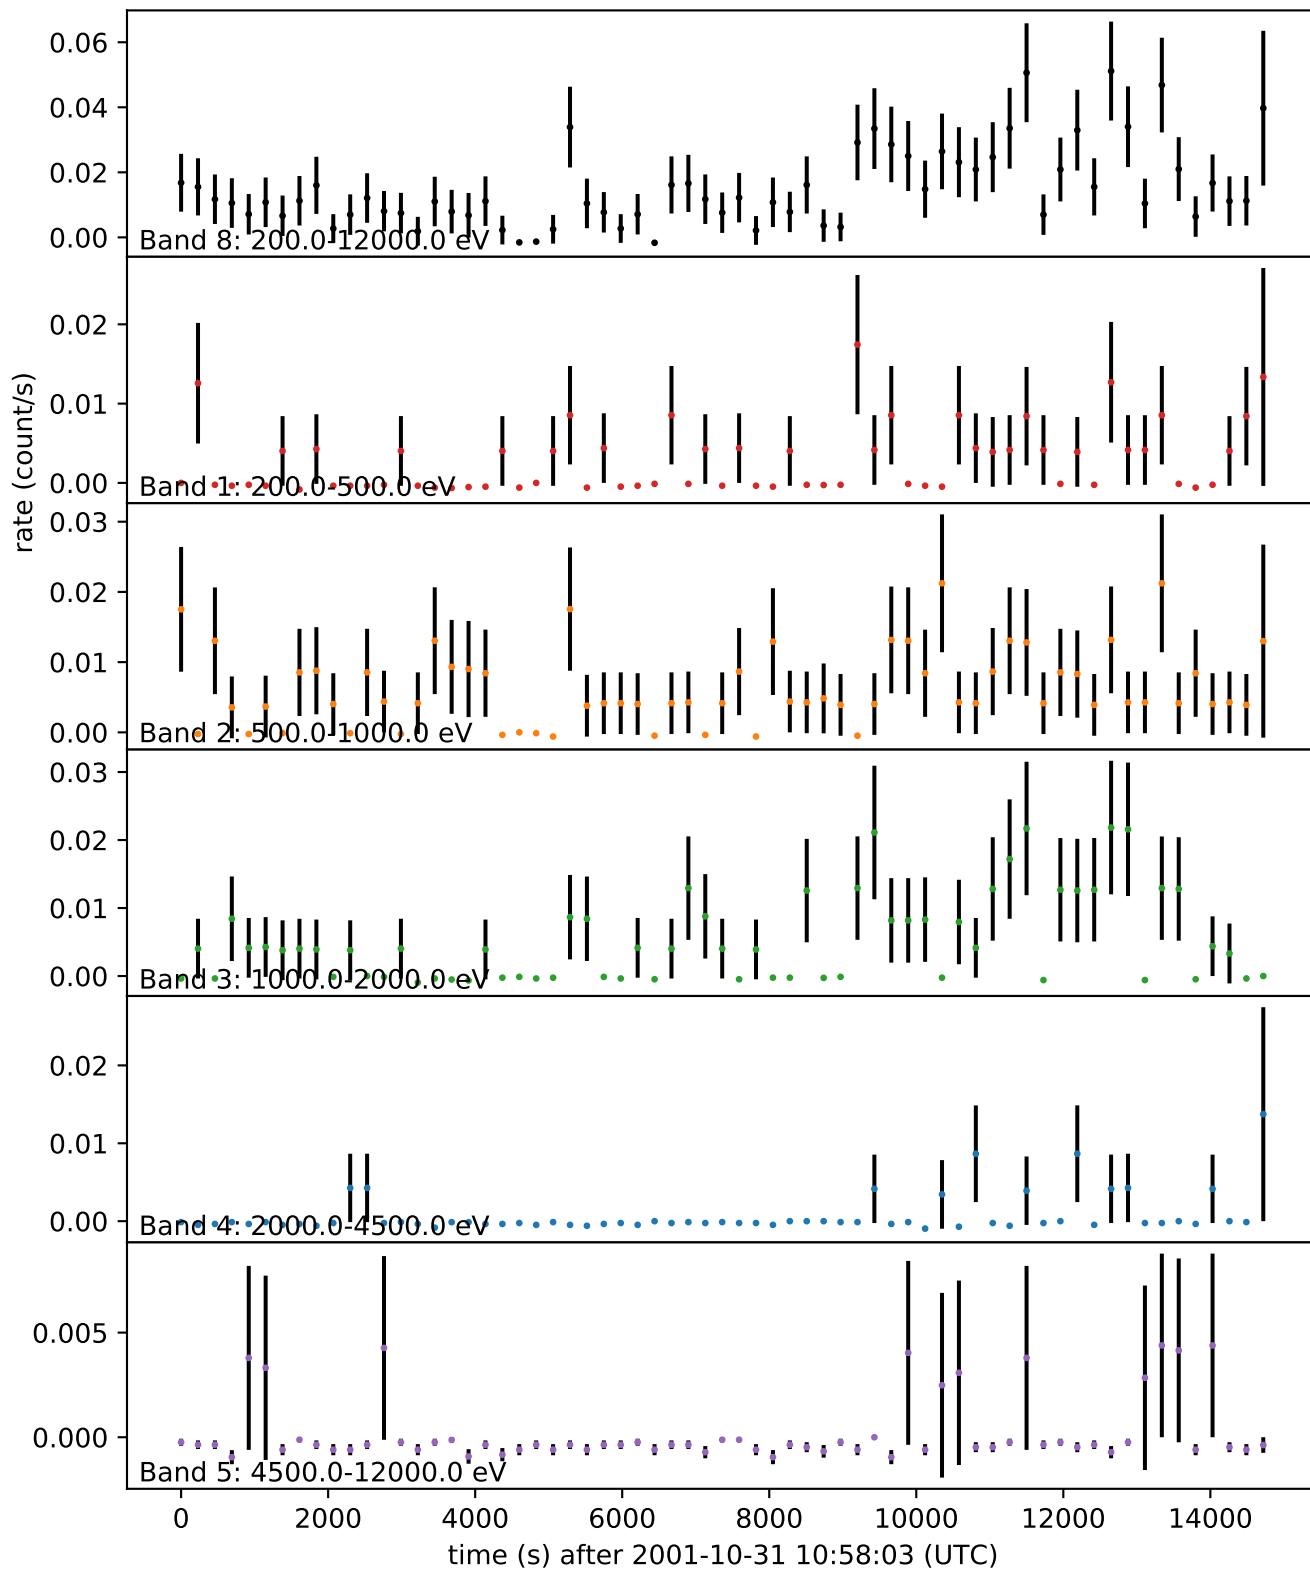 0.06
0.04
0.02
0.00
Band 8: 200.0-12000.0 eV
0.02
0.01
0.00
Band 1: 200.0-500.0 eV
rate (count/s)
0.03
0.02
0.01
0.00
Band 2: 500.0-1000.0 eV
0.03
0.02
0.01
0.00
Band 3: 1000.0-2000.0 eV
0.02
0.01
0.00
Band 4: 2000.0-4500.0 eV
0.005
0.000
Band 5: 4500.0-12000.0 eV
0 2000 4000 6000 8000 10000 12000 14000
time (s) after 2001-10-31 10:58:03 (UTC)